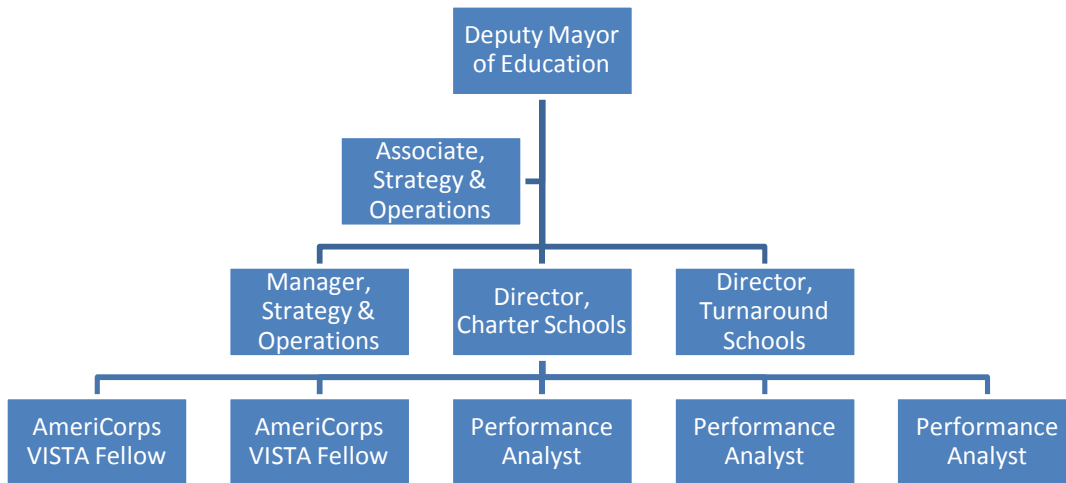 Deputy Mayor
of Education
Associate,
Strategy &
Operations
Manager,
Strategy &
Operations
Director,
Charter Schools
Director,
Turnaround
Schools
AmeriCorps
VISTA Fellow
AmeriCorps
VISTA Fellow
Performance
Analyst
Performance
Analyst
Performance
Analyst